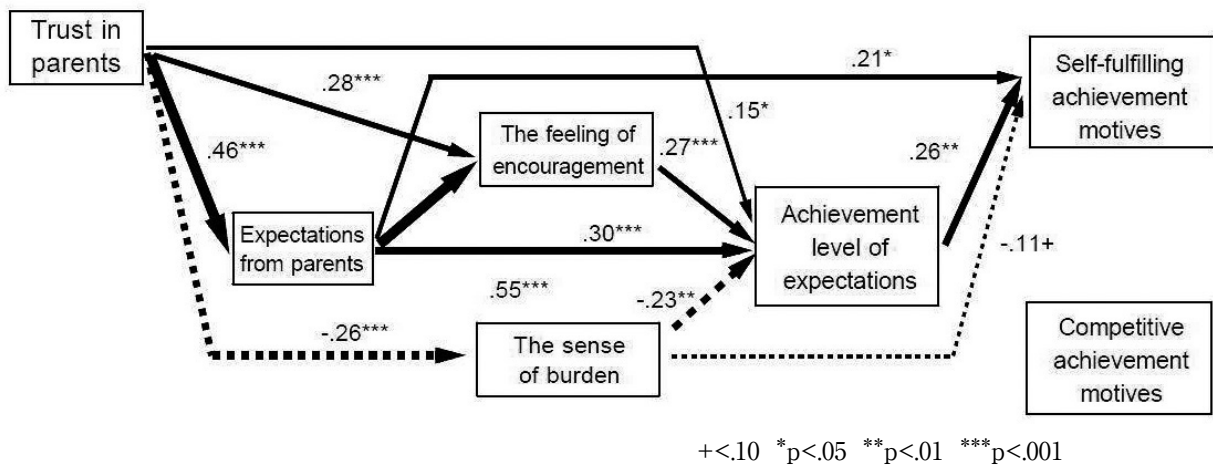 Trust in
parents
.28***
.46***
Expectations
from parents
The feeling of
encouragement
.27***
.15*
.21*
Self-fulfilling
achievement
motives
.26**
Achievement
level of
expectations
.30***
.55***
-.23**
-.26***
The sense
of burden
-.11+
Competitive
achievement
motives
+<.10 *p<.05 **p<.01 ***p<.001